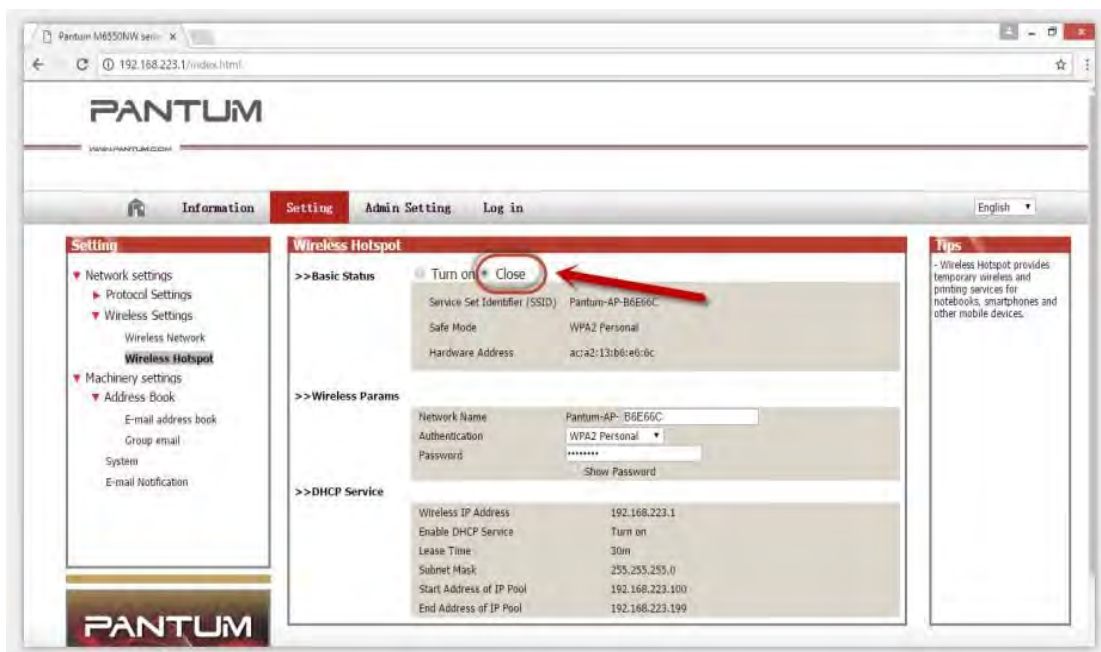 Pantum M6550NW serie
192.168.223.1/index.html
PANTUM
WWW.PANTUM.COM
Information Setting Admin Setting Log in English
Setting
Network settings
Protocol Settings
Wireless Settings
Wireless Network
Wireless Hotspot
Machinery settings
Address Book
E-mail address book
Group email
System
E-mail Notification
PANTUM
Wireless Hotspot
>>Basic Status Turn on Close
Service Set Identifier (SSID) Pantum-AP-B6E66C
Safe Mode WPA2 Personal
Hardware Address ac:a2:13:b6:e6:6c
>>Wireless Params
Network Name Pantum-AP- B6E66C
Authentication WPA2 Personal
Password ********
Show Password
>>DHCP Service
Wireless IP Address 192.168.223.1
Enable DHCP Service Turn on
Lease Time 30m
Subnet Mask 255.255.255.0
Start Address of IP Pool 192.168.223.100
End Address of IP Pool 192.168.223.199
Tips
- Wireless Hotspot provides
temporary wireless and
printing services for
notebooks, smartphones and
other mobile devices.